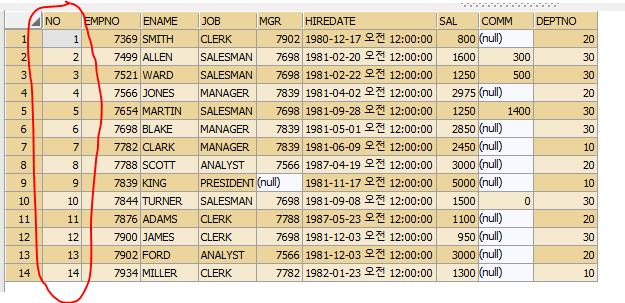 NO EMPNO ENAME JOB MGR HIREDATE SAL COMM DEPTNO
1 1 7369 SMITH CLERK 7902 1980-12-17 오전 12:00:00 800 (null) 20
2 2 7499 ALLEN SALESMAN 7698 1981-02-20 오전 12:00:00 1600 300 30
3 3 7521 WARD SALESMAN 7698 1981-02-22 오전 12:00:00 1250 500 30
4 4 7566 JONES MANAGER 7839 1981-04-02 오전 12:00:00 2975 (null) 20
5 5 7654 MARTIN SALESMAN 7698 1981-09-28 오전 12:00:00 1250 1400 30
6 6 7698 BLAKE MANAGER 7839 1981-05-01 오전 12:00:00 2850 (null) 30
7 7 7782 CLARK MANAGER 7839 1981-06-09 오전 12:00:00 2450 (null) 10
8 8 7788 SCOTT ANALYST 7566 1987-04-19 오전 12:00:00 3000 (null) 20
9 9 7839 KING PRESIDENT (null) 1981-11-17 오전 12:00:00 5000 (null) 10
10 10 7844 TURNER SALESMAN 7698 1981-09-08 오전 12:00:00 1500 0 30
11 11 7876 ADAMS CLERK 7788 1987-05-23 오전 12:00:00 1100 (null) 20
12 12 7900 JAMES CLERK 7698 1981-12-03 오전 12:00:00 950 (null) 30
13 13 7902 FORD ANALYST 7566 1981-12-03 오전 12:00:00 3000 (null) 20
14 14 7934 MILLER CLERK 7782 1982-01-23 오전 12:00:00 1300 (null) 10